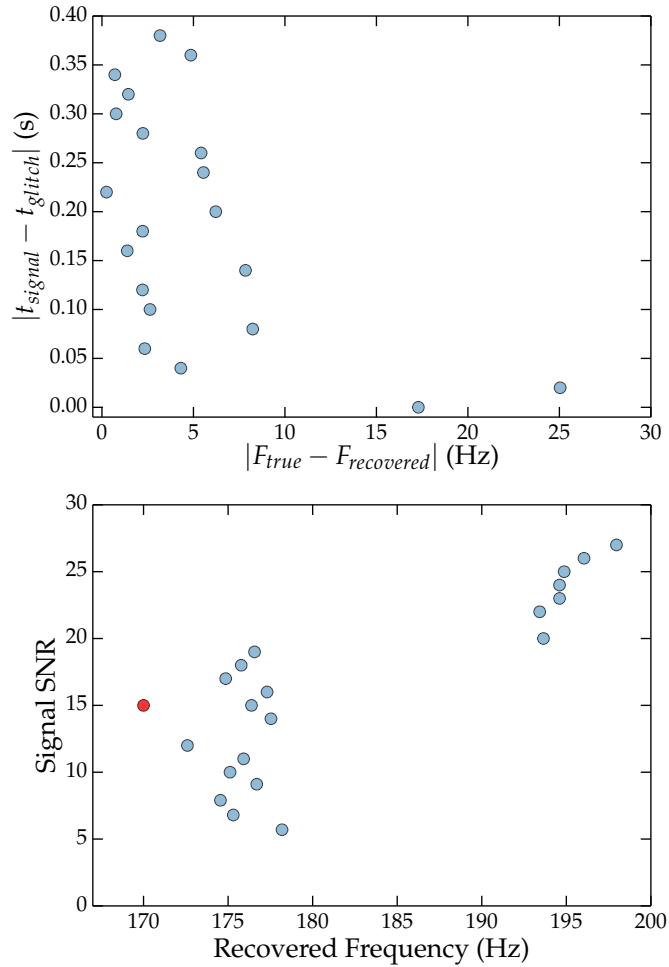 0.40
0.35
0.30
0.25
0.20
0.15
0.10
0.05
0.00
|t_signal − t_glitch| (s)
0 5 10 15 20 25 30
|F_true − F_recovered| (Hz)
30
25
20
15
10
5
0
Signal SNR
170 175 180 185 190 195 200
Recovered Frequency (Hz)